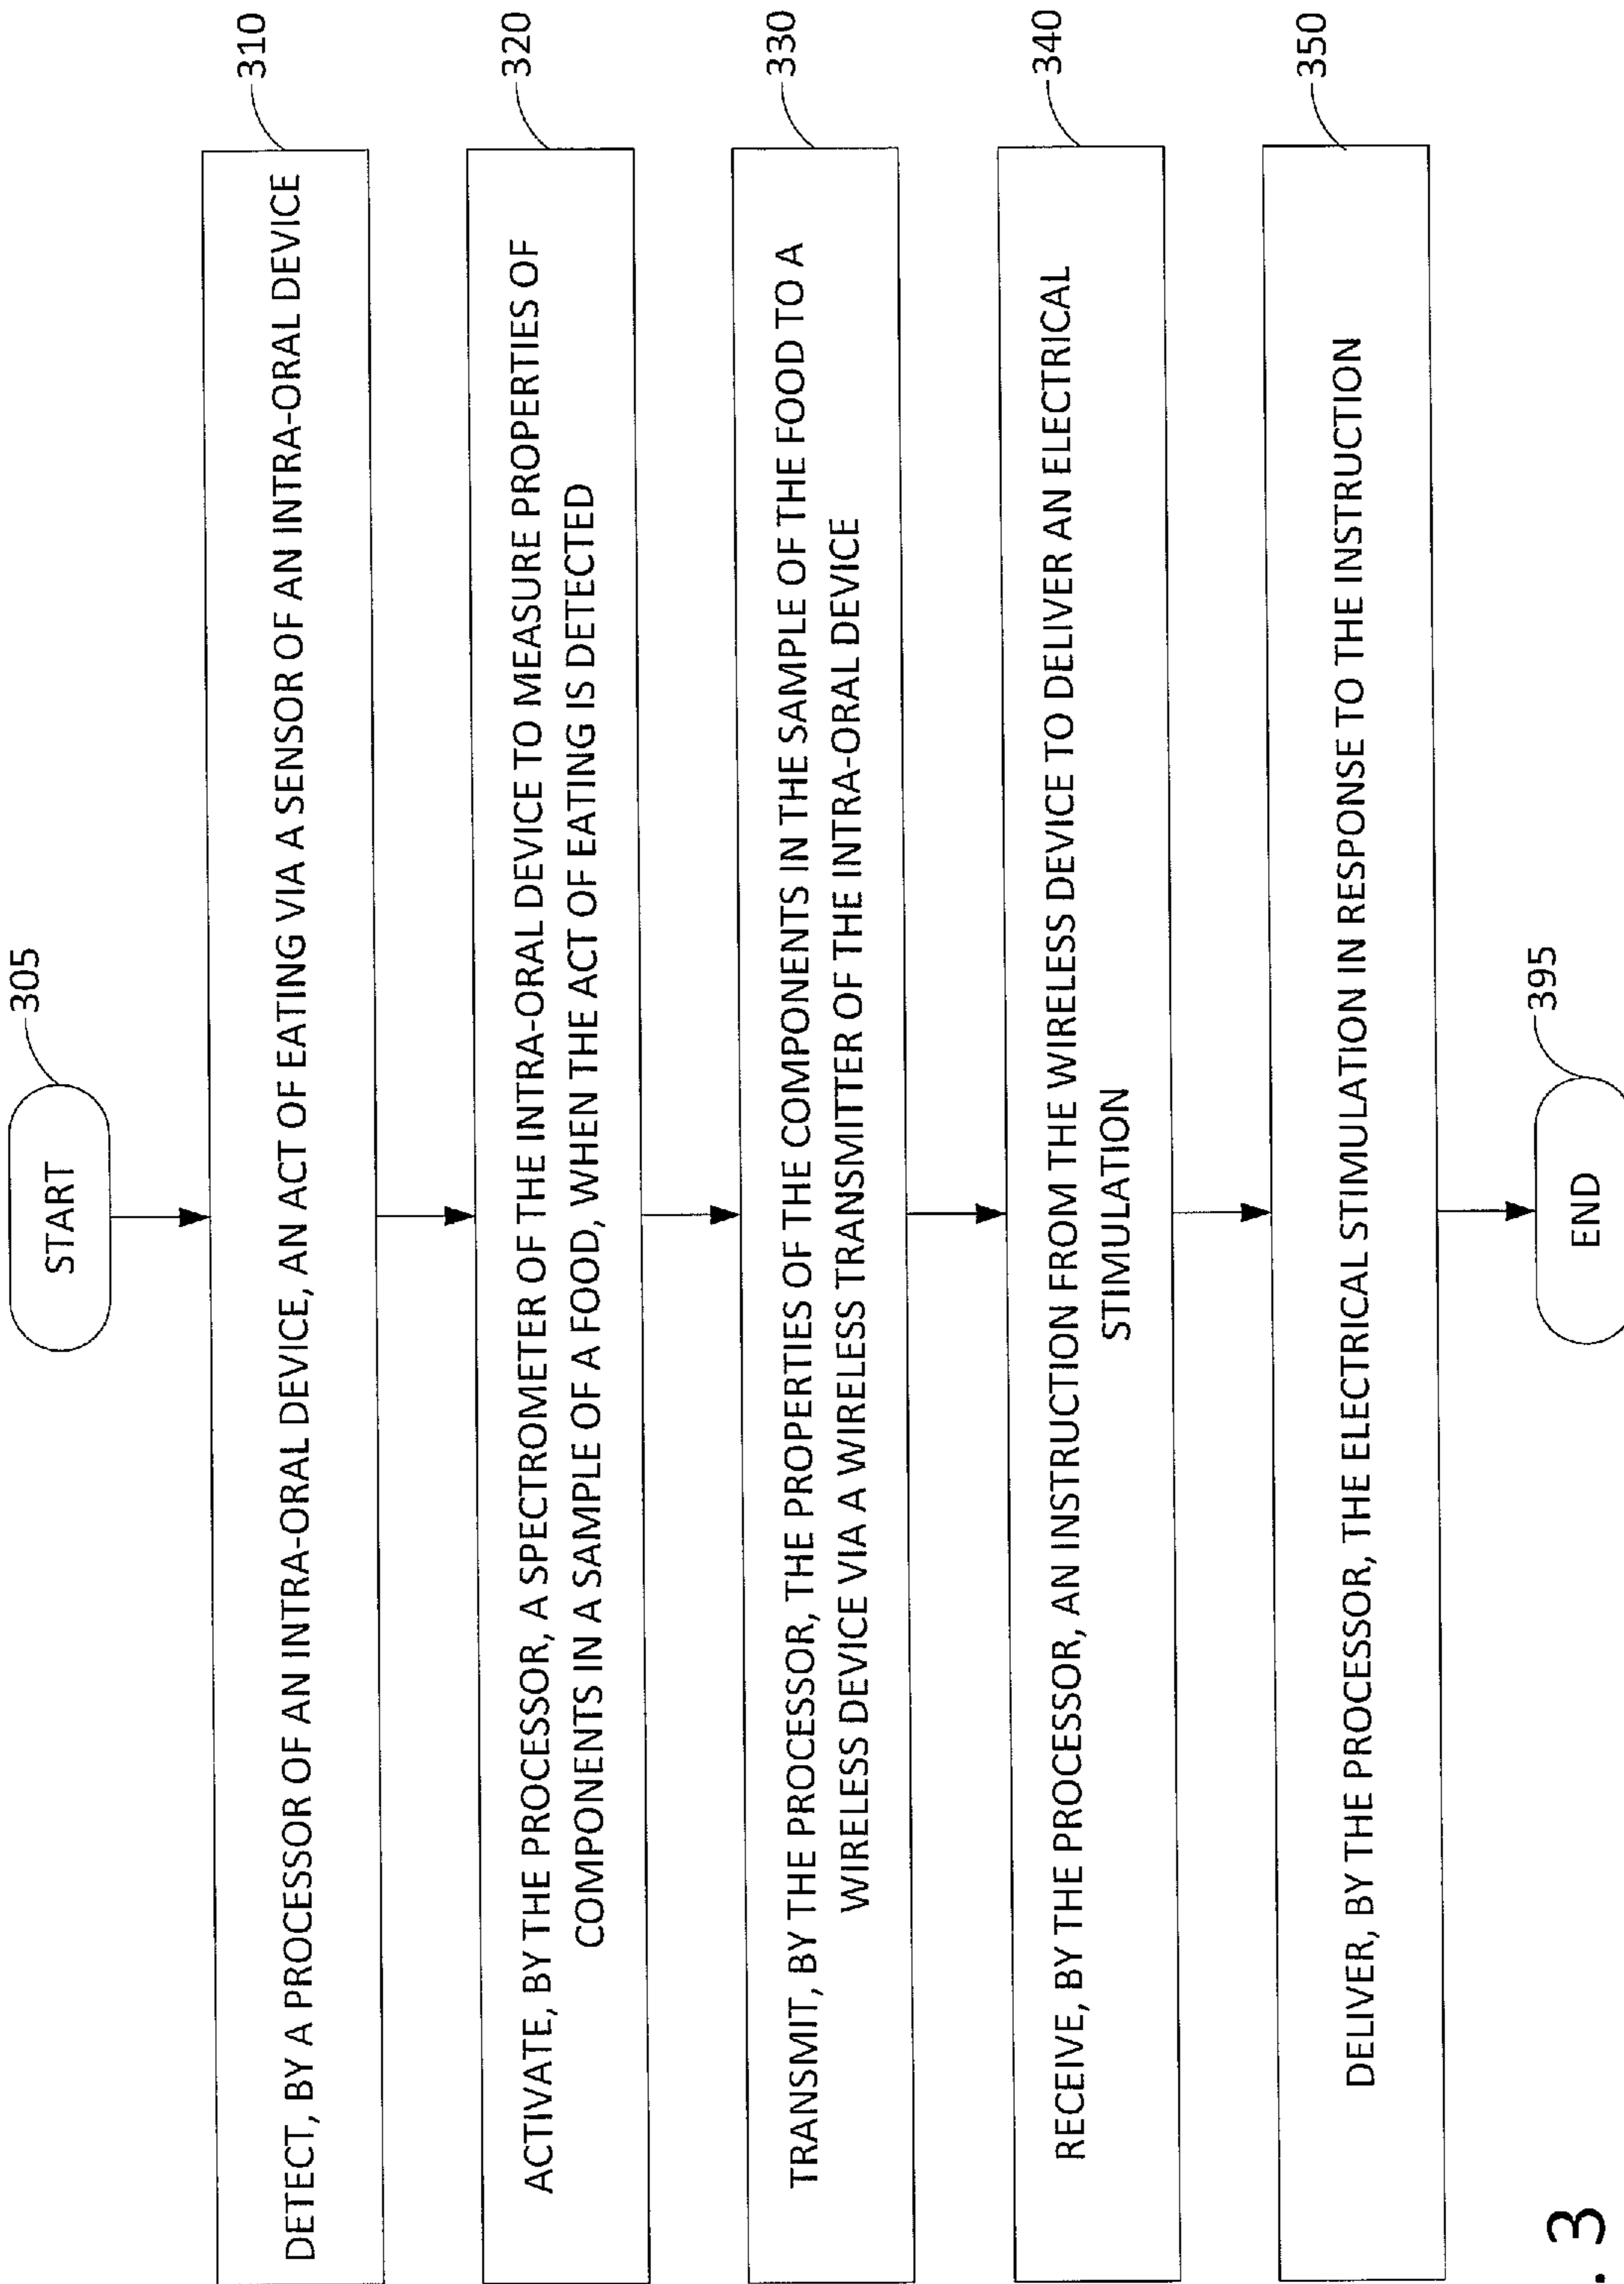 305
START
310
DETECT, BY A PROCESSOR OF AN INTRA-ORAL DEVICE, AN ACT OF EATING VIA A SENSOR OF AN INTRA-ORAL DEVICE
320
ACTIVATE, BY THE PROCESSOR, A SPECTROMETER OF THE INTRA-ORAL DEVICE TO MEASURE PROPERTIES OF
COMPONENTS IN A SAMPLE OF A FOOD, WHEN THE ACT OF EATING IS DETECTED
330
TRANSMIT, BY THE PROCESSOR, THE PROPERTIES OF THE COMPONENTS IN THE SAMPLE OF THE FOOD TO A
WIRELESS DEVICE VIA A WIRELESS TRANSMITTER OF THE INTRA-ORAL DEVICE
340
RECEIVE, BY THE PROCESSOR, AN INSTRUCTION FROM THE WIRELESS DEVICE TO DELIVER AN ELECTRICAL
STIMULATION
350
DELIVER, BY THE PROCESSOR, THE ELECTRICAL STIMULATION IN RESPONSE TO THE INSTRUCTION
395
END
. 3